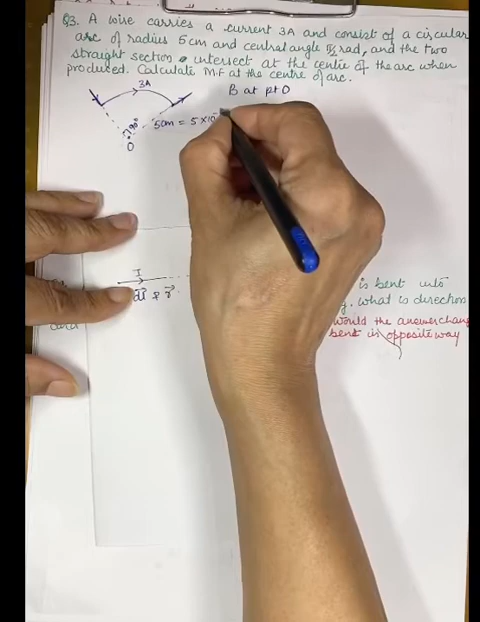 Q3. A wire carries a current 3A and consist of a circular
arc of radius 5cm and central angle π/2 rad, and the two
straight section intersect at the centre of the arc when
produced. Calculate M.F at the centre of arc.
3A
B at pt O
90°
5cm = 5×10
O
I
dl & r
is bent into
what is direction
would the answer chang
bent in opposite way